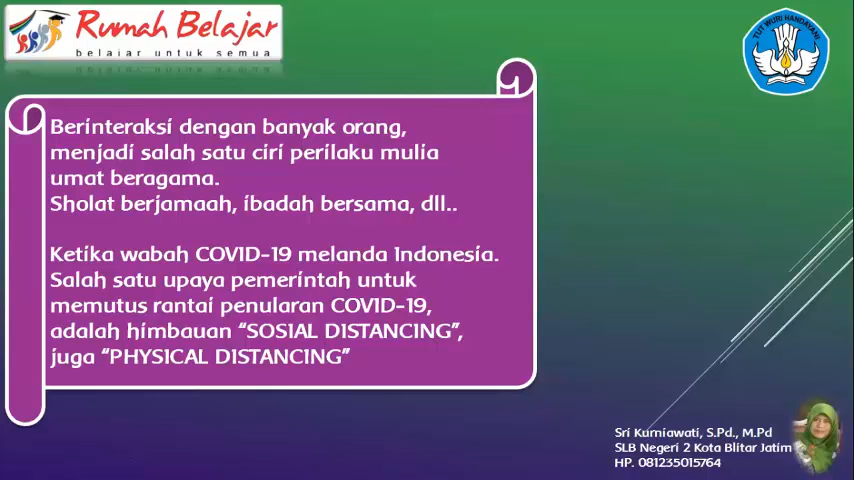 Rumah Belajar
belajar untuk semua
TUT WURI HANDAYANI
Berinteraksi dengan banyak orang,
menjadi salah satu ciri perilaku mulia
umat beragama.
Sholat berjamaah, ibadah bersama, dll..
Ketika wabah COVID-19 melanda Indonesia.
Salah satu upaya pemerintah untuk
memutus rantai penularan COVID-19,
adalah himbauan “SOSIAL DISTANCING”,
juga “PHYSICAL DISTANCING”
Sri Kurniawati, S.Pd., M.Pd
SLB Negeri 2 Kota Blitar Jatim
HP. 081235015764